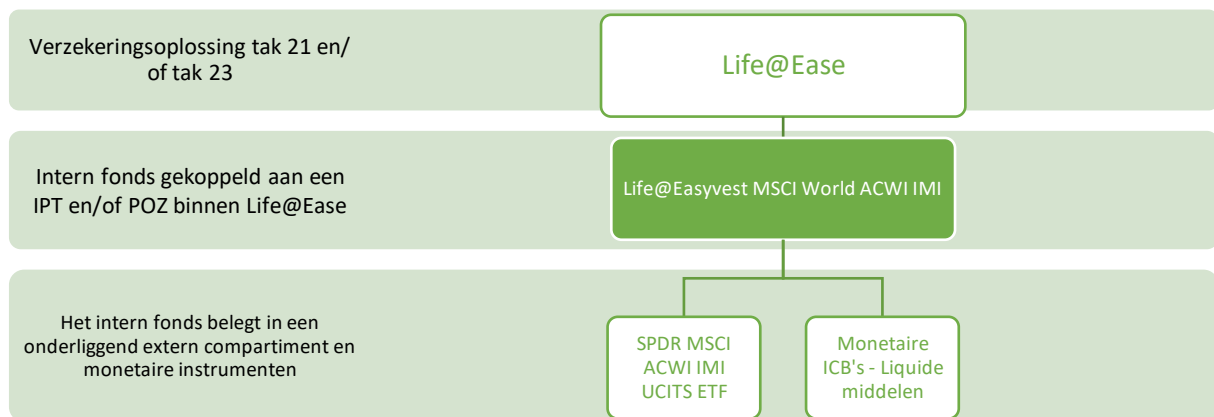 Verzekeringsoplossing tak 21 en/
of tak 23
Life@Ease
Intern fonds gekoppeld aan een
IPT en/of POZ binnen Life@Ease
Life@Easyvest MSCI World ACWI IMI
Het intern fonds belegt in een
onderliggend extern compartiment en
monetaire instrumenten
SPDR MSCI
ACWI IMI
UCITS ETF
Monetaire
ICB's - Liquide
middelen